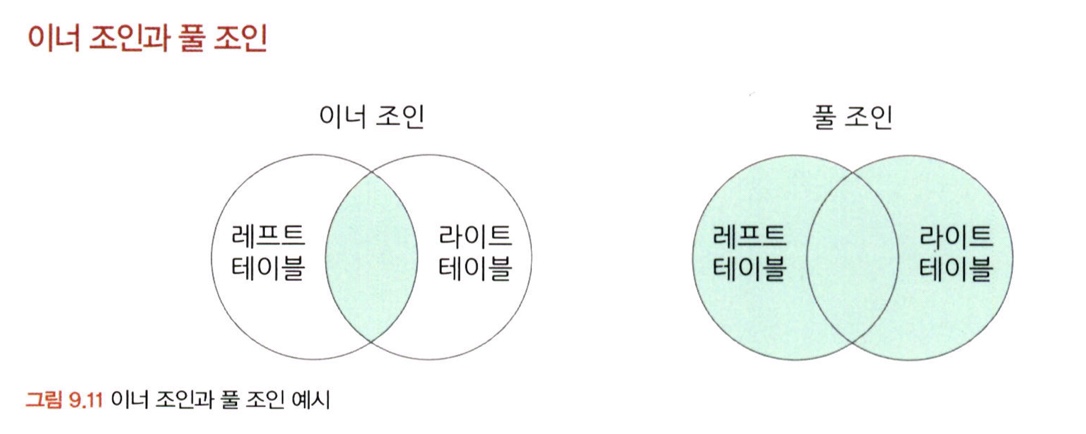 이너 조인과 풀 조인
이너 조인
풀 조인
레프트
테이블
라이트
테이블
레프트
테이블
라이트
테이블
그림 9.11 이너 조인과 풀 조인 예시